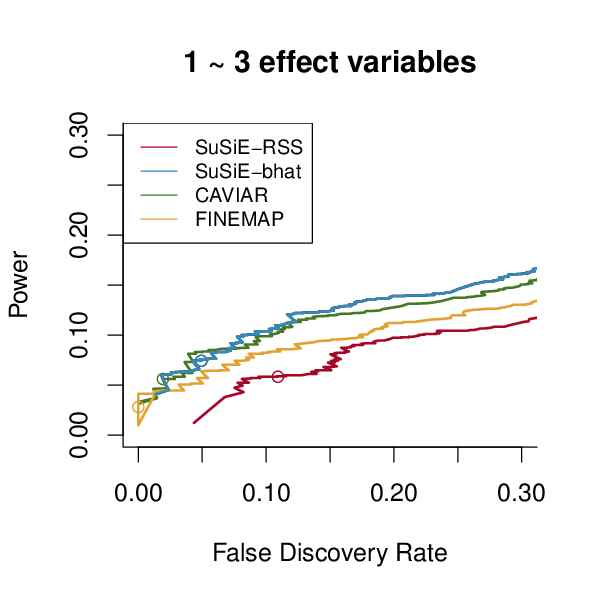 1 ~ 3 effect variables
SuSiE−RSS
SuSiE−bhat
CAVIAR
FINEMAP
Power
0.30
0.20
0.10
0.00
0.00 0.10 0.20 0.30
False Discovery Rate